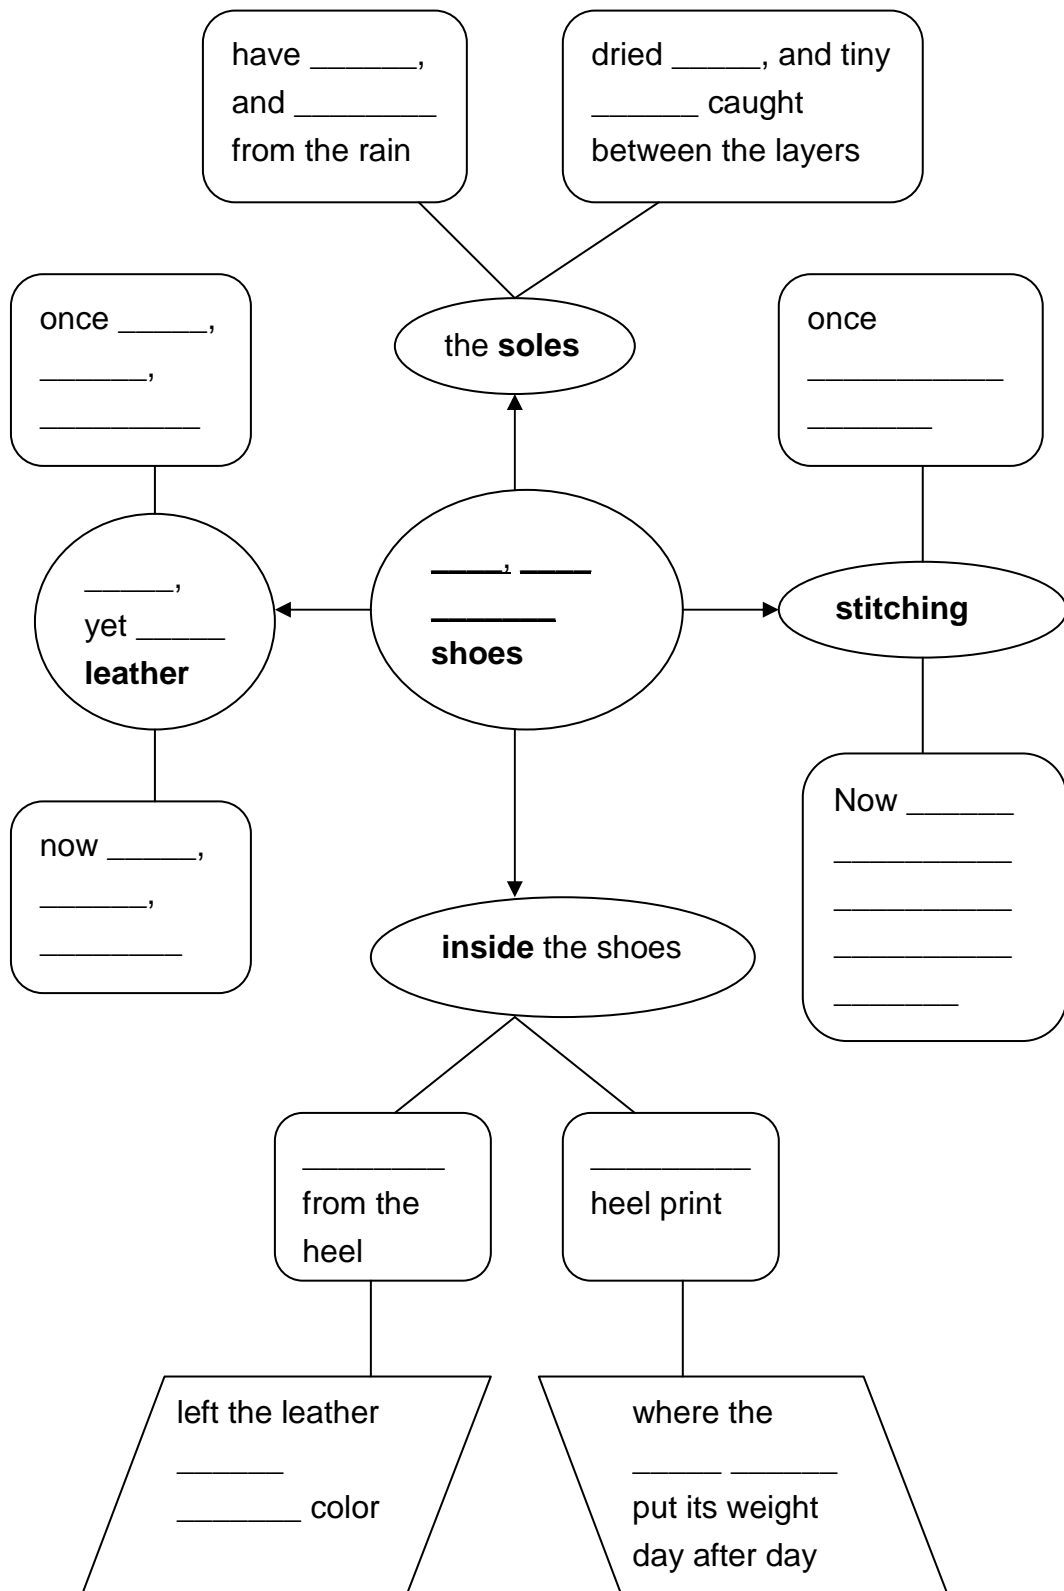 have ______,
and ________
from the rain
dried _____, and tiny
______ caught
between the layers
once _____,
______,
_________
the soles
once
___________
_______
_____,
yet _____
leather
____, ____
_______
shoes
stitching
now _____,
______,
________
Now ______
__________
__________
__________
_______
inside the shoes
________
from the
heel
_________
heel print
left the leather
______
_______ color
where the
_____ ______
put its weight
day after day